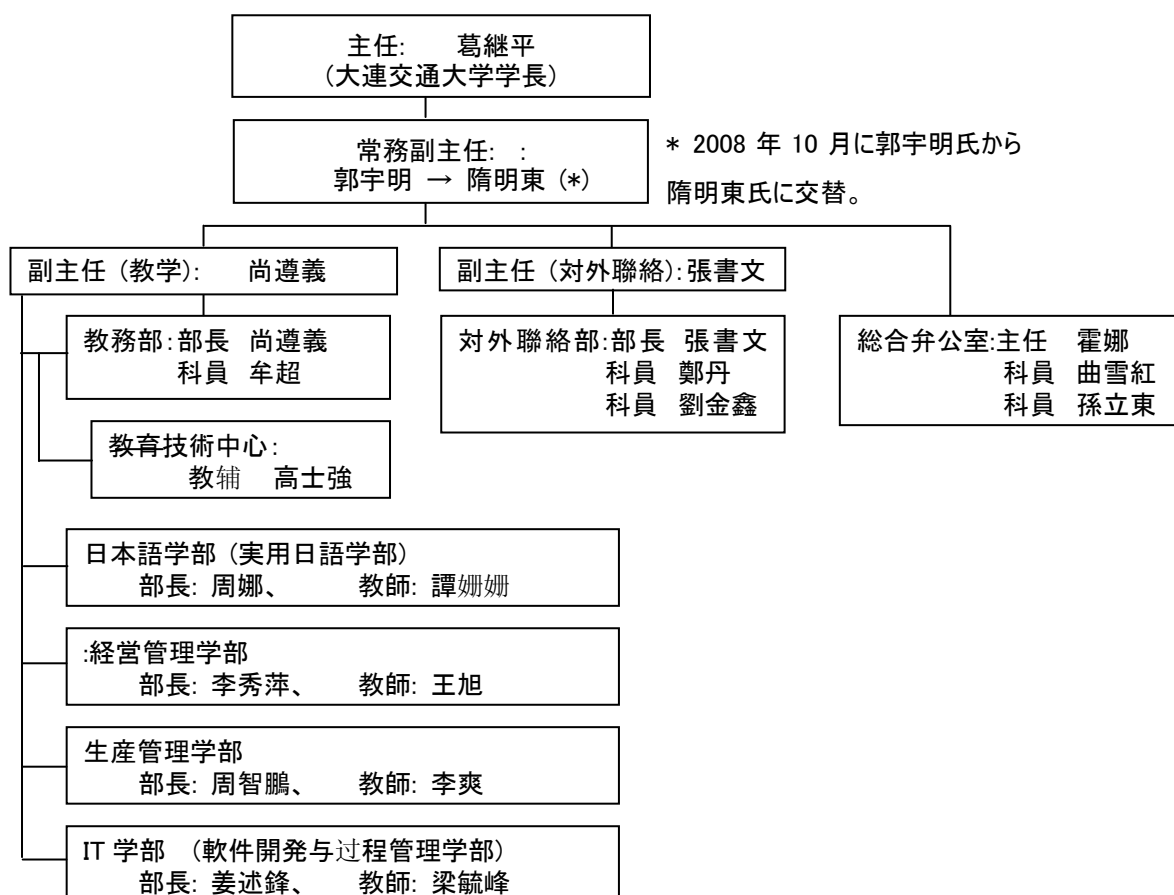 主任: 葛継平
(大連交通大学学長)
常務副主任: :
郭宇明 → 隋明東 (*)
* 2008 年 10 月に郭宇明氏から
隋明東氏に交替。
副主任 (教学): 尚遵義
副主任 (対外聯絡):張書文
教務部:部長 尚遵義
科員 牟超
対外聯絡部:部長 張書文
科員 鄭丹
科員 劉金鑫
総合弁公室:主任 霍娜
科員 曲雪紅
科員 孫立東
教育技術中心:
教辅 高士強
日本語学部 (実用日語学部)
部長: 周娜、 教師: 譚姗姗
:経営管理学部
部長: 李秀萍、 教師: 王旭
生産管理学部
部長: 周智鵬、 教師: 李爽
IT 学部 (軟件開発与过程管理学部)
部長: 姜述鋒、 教師: 梁毓峰